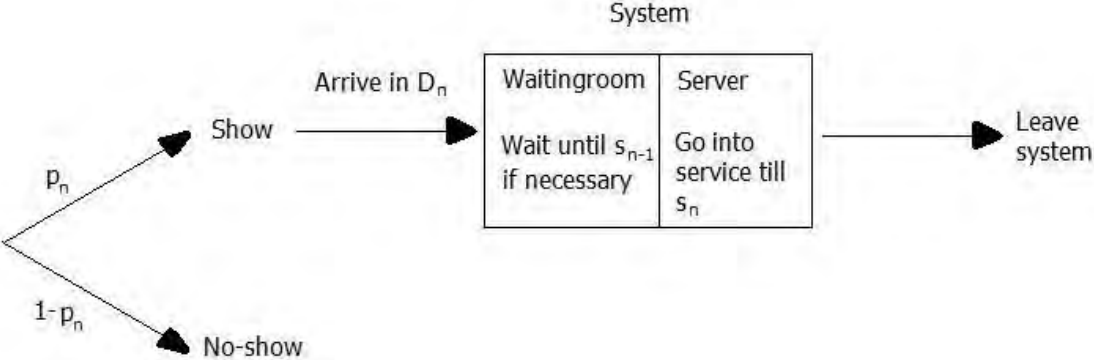 System
Arrive in Dn
Waitingroom
Server
Show
Wait until sn-1
if necessary
Go into
service till
sn
Leave
system
pn
1-pn
No-show